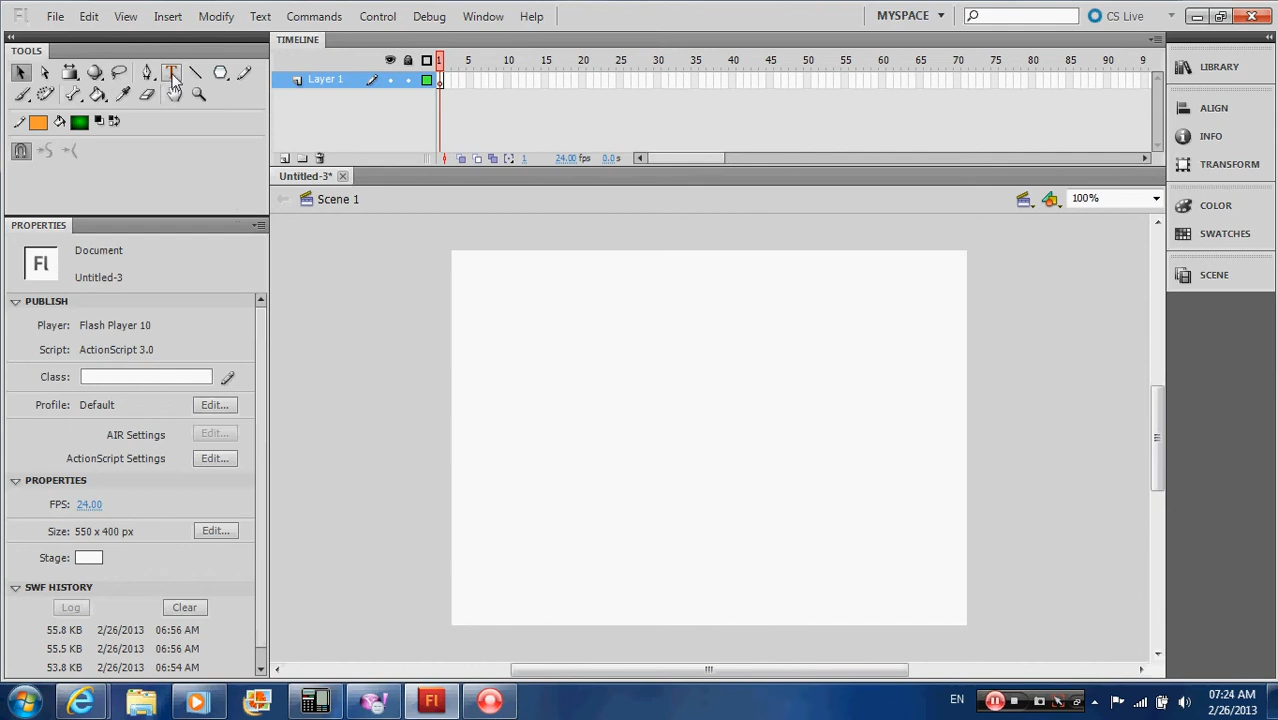 Fl File Edit View Insert Modify Text Commands Control Debug Window Help MYSPACE CS Live
TOOLS
TIMELINE
1 5 10 15 20 25 30 35 40 45 50 55 60 65 70 75 80 85 90 9
Layer 1
1 24.00 fps 0.0 s
Untitled-3*
Scene 1 100%
PROPERTIES
Fl
Document
Untitled-3
PUBLISH
Player: Flash Player 10
Script: ActionScript 3.0
Class:
Profile: Default Edit...
AIR Settings Edit...
ActionScript Settings Edit...
PROPERTIES
FPS: 24.00
Size: 550 x 400 px Edit...
Stage:
SWF HISTORY
Log Clear
55.8 KB 2/26/2013 06:56 AM
55.5 KB 2/26/2013 06:56 AM
53.8 KB 2/26/2013 06:54 AM
LIBRARY
ALIGN
INFO
TRANSFORM
COLOR
SWATCHES
SCENE
Fl
EN
07:24 AM
2/26/2013